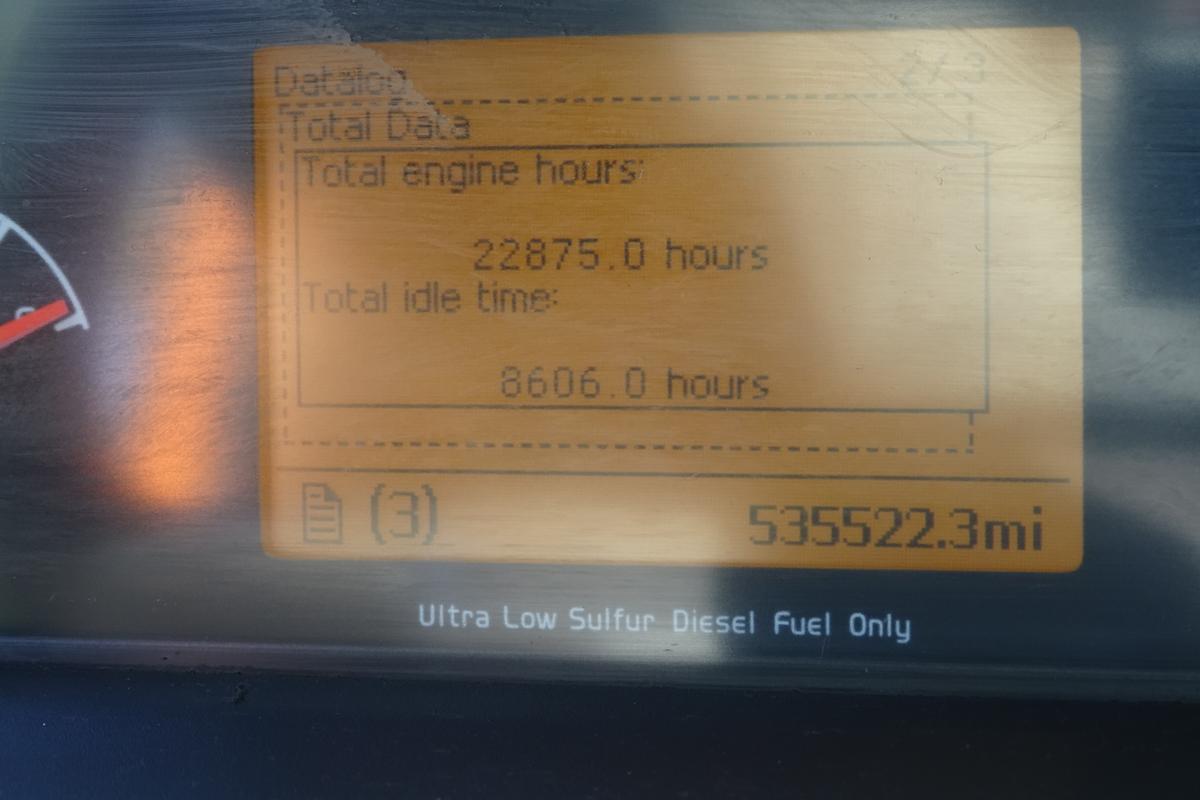 Datalog 2/3
Total Data
Total engine hours:
22875.0 hours
Total idle time:
8606.0 hours
(3) 535522.3mi
Ultra Low Sulfur Diesel Fuel Only